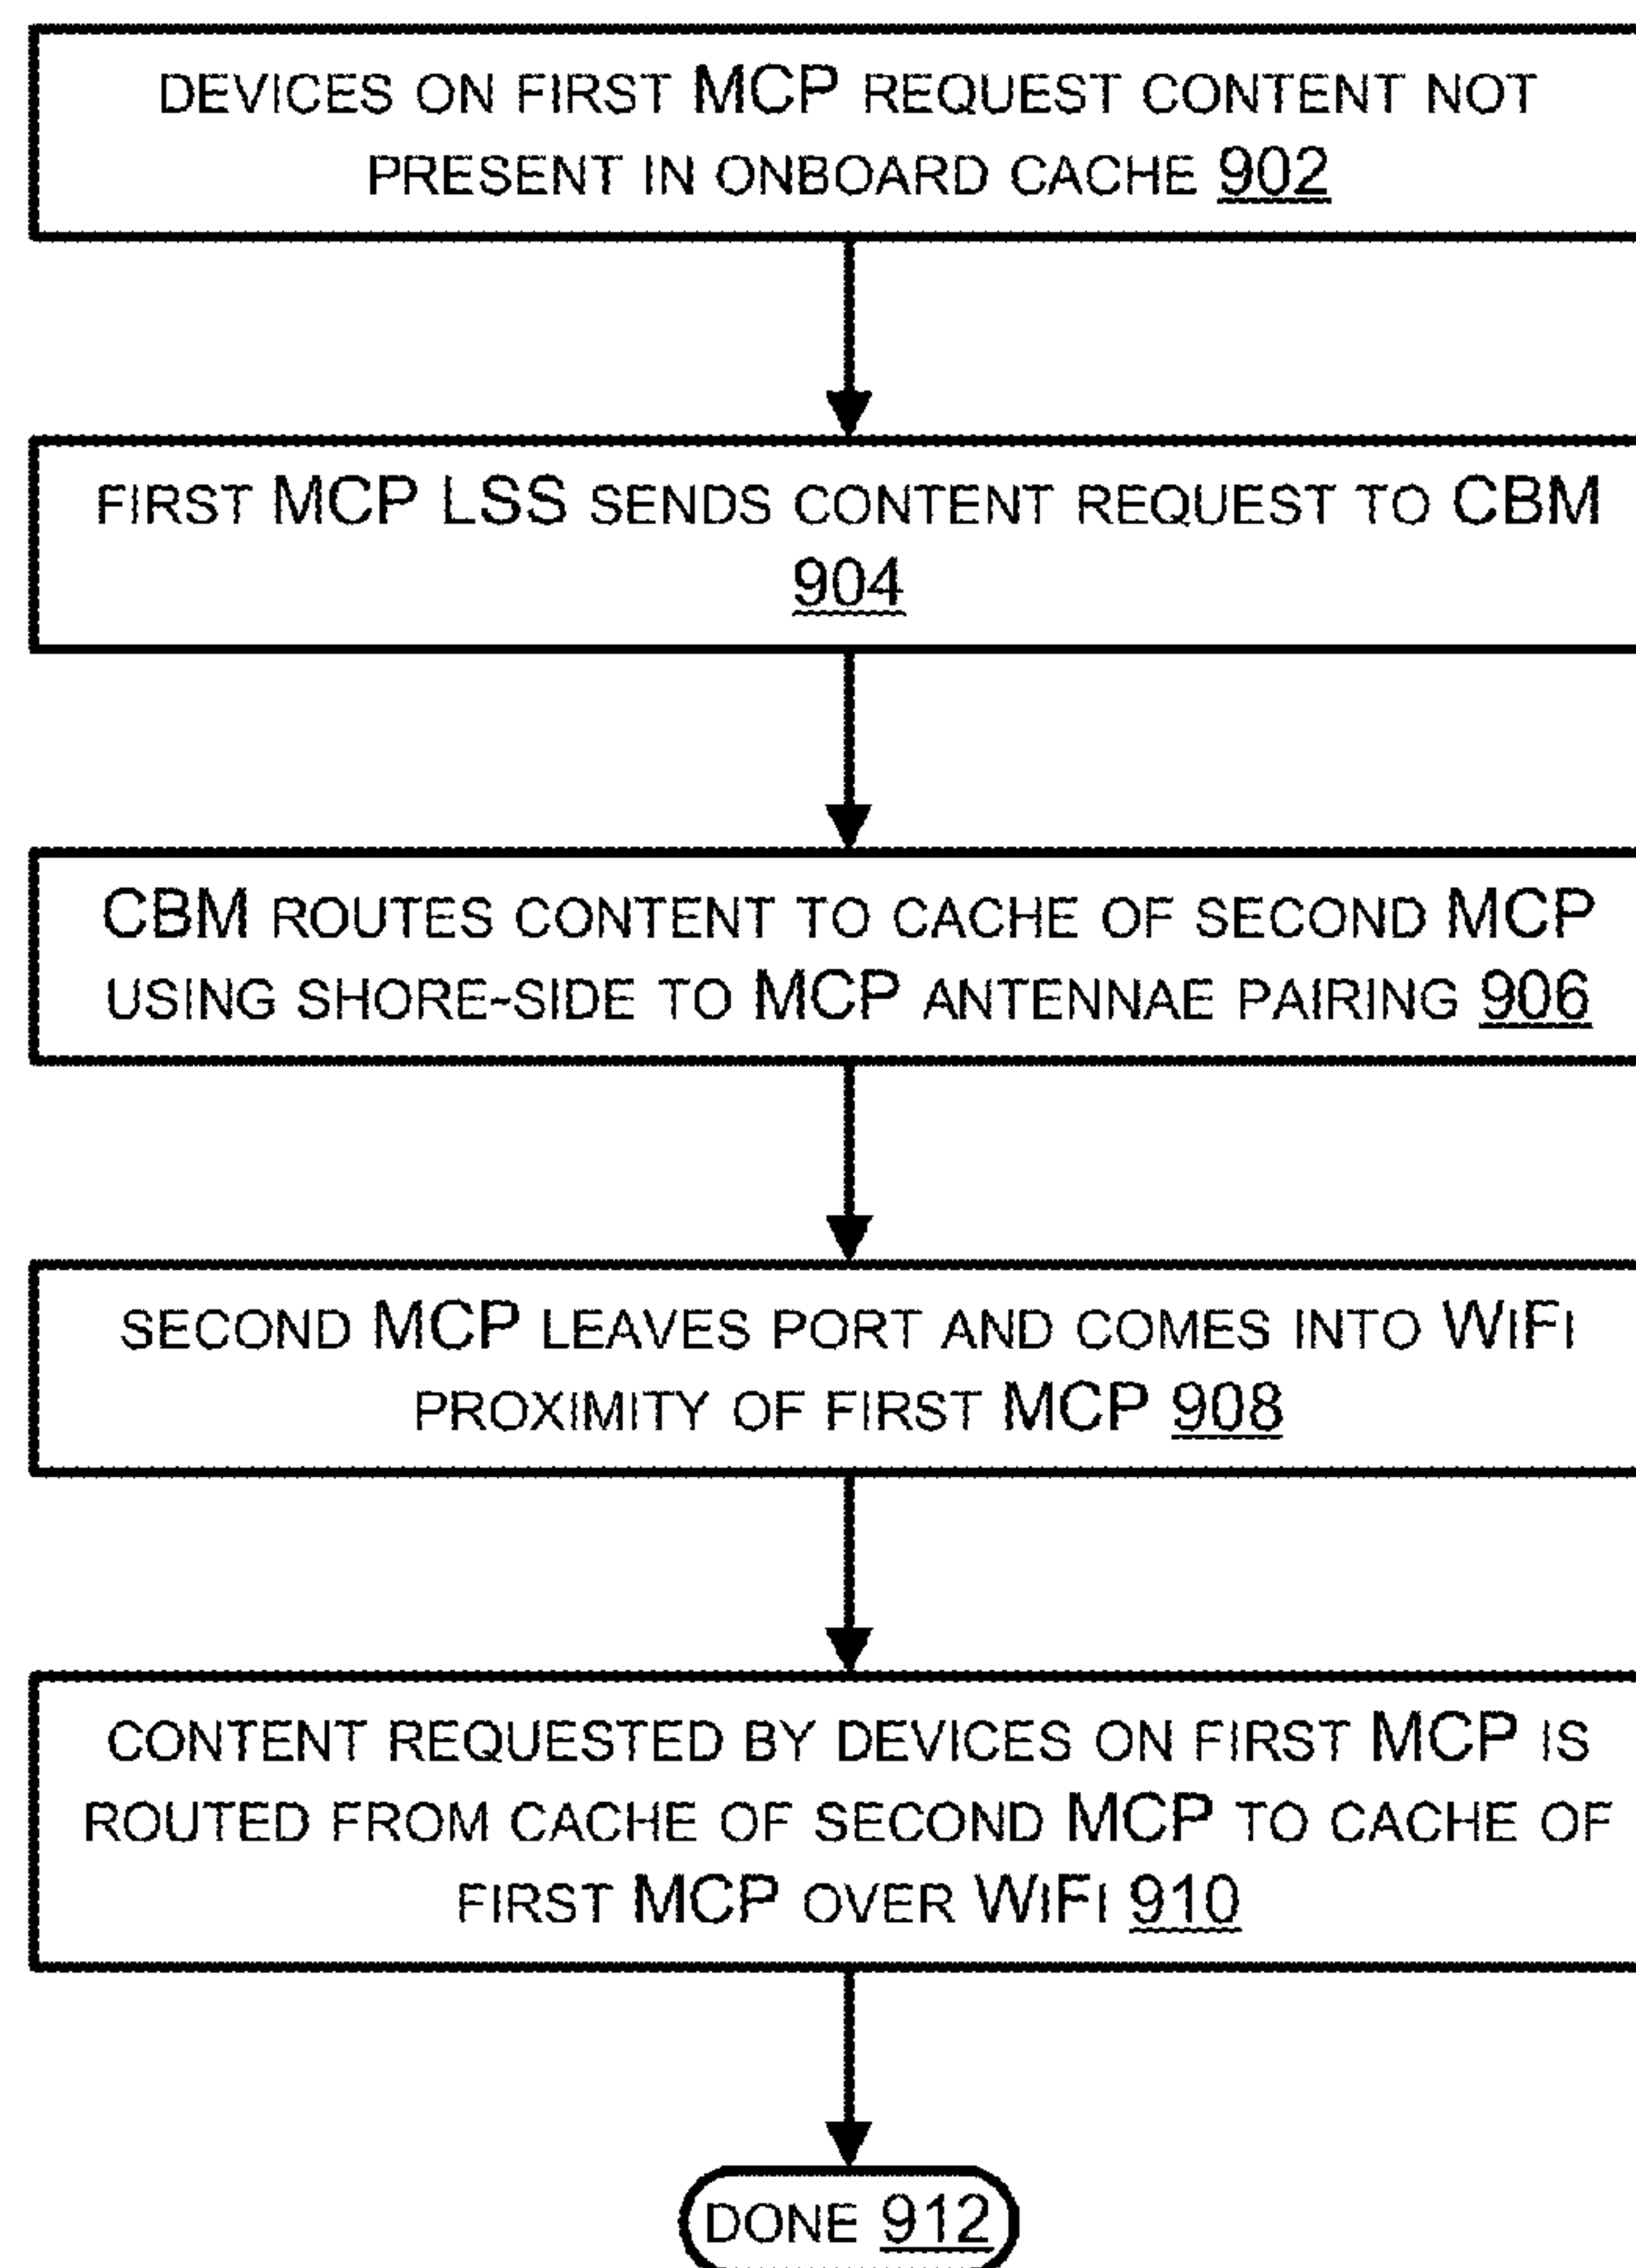 DEVICES ON FIRST MCP REQUEST CONTENT NOT
PRESENT IN ONBOARD CACHE 902
FIRST MCP LSS SENDS CONTENT REQUEST TO CBM
904
CBM ROUTES CONTENT TO CACHE OF SECOND MCP
USING SHORE-SIDE TO MCP ANTENNAE PAIRING 906
SECOND MCP LEAVES PORT AND COMES INTO WIFI
PROXIMITY OF FIRST MCP 908
CONTENT REQUESTED BY DEVICES ON FIRST MCP IS
ROUTED FROM CACHE OF SECOND MCP TO CACHE OF
FIRST MCP OVER WIFI 910
DONE 912